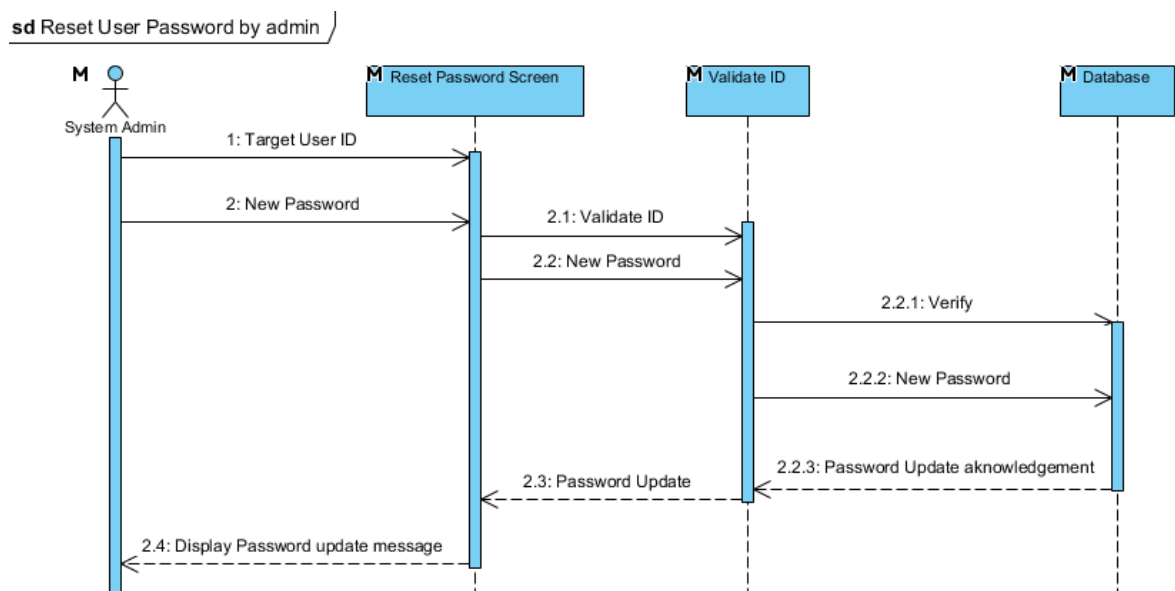 sd Reset User Password by admin
M
System Admin
M Reset Password Screen
M Validate ID
M Database
1: Target User ID
2: New Password
2.1: Validate ID
2.2: New Password
2.2.1: Verify
2.2.2: New Password
2.2.3: Password Update aknowledgement
2.3: Password Update
2.4: Display Password update message